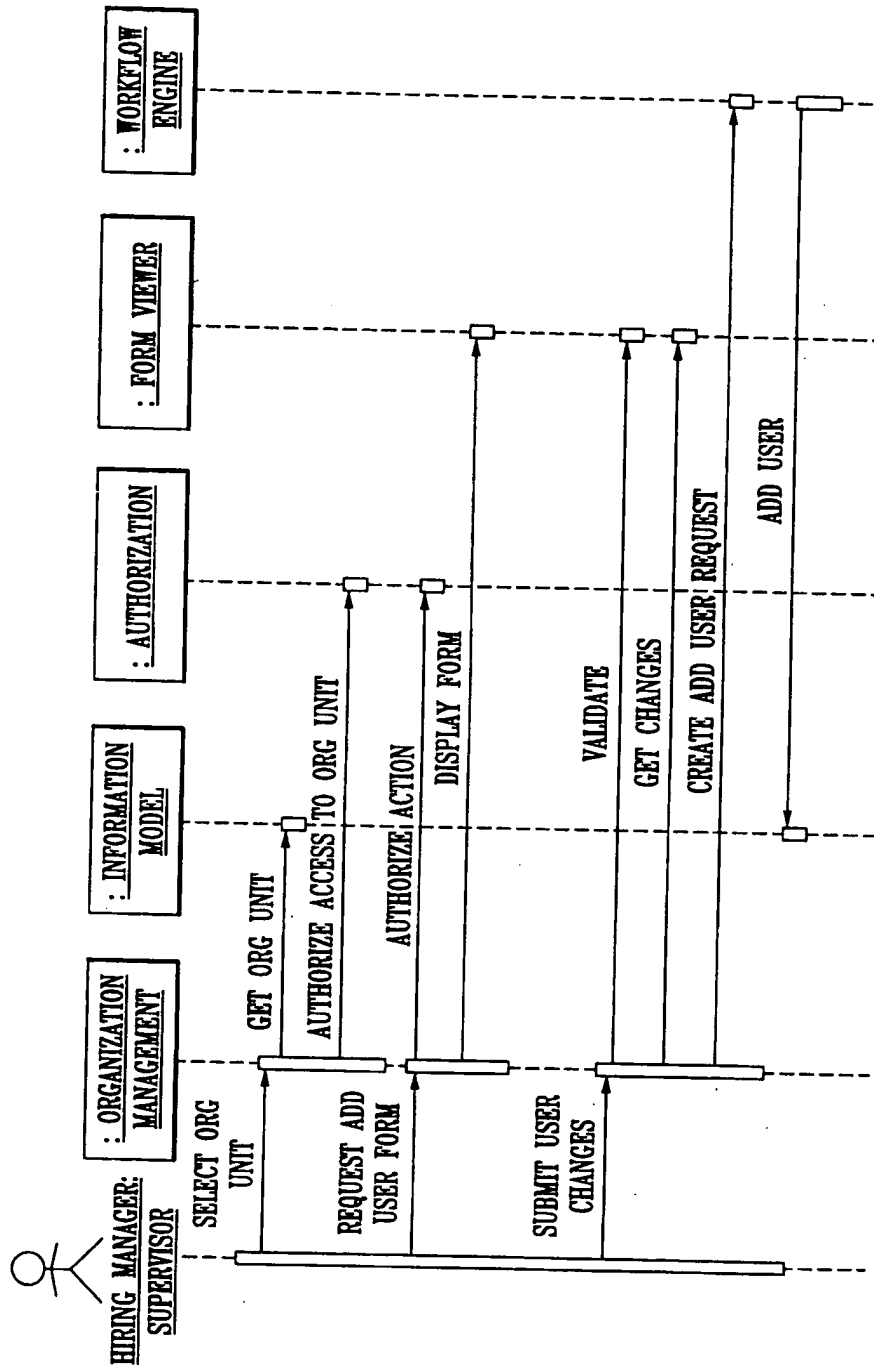 HIRING MANAGER:
SUPERVISOR
: ORGANIZATION
MANAGEMENT
: INFORMATION
MODEL
: AUTHORIZATION
: FORM VIEWER
: WORKFLOW
ENGINE
SELECT ORG
UNIT
GET ORG UNIT
AUTHORIZE ACCESS TO ORG UNIT
REQUEST ADD
USER FORM
AUTHORIZE ACTION
DISPLAY FORM
SUBMIT USER
CHANGES
VALIDATE
GET CHANGES
CREATE ADD USER REQUEST
ADD USER